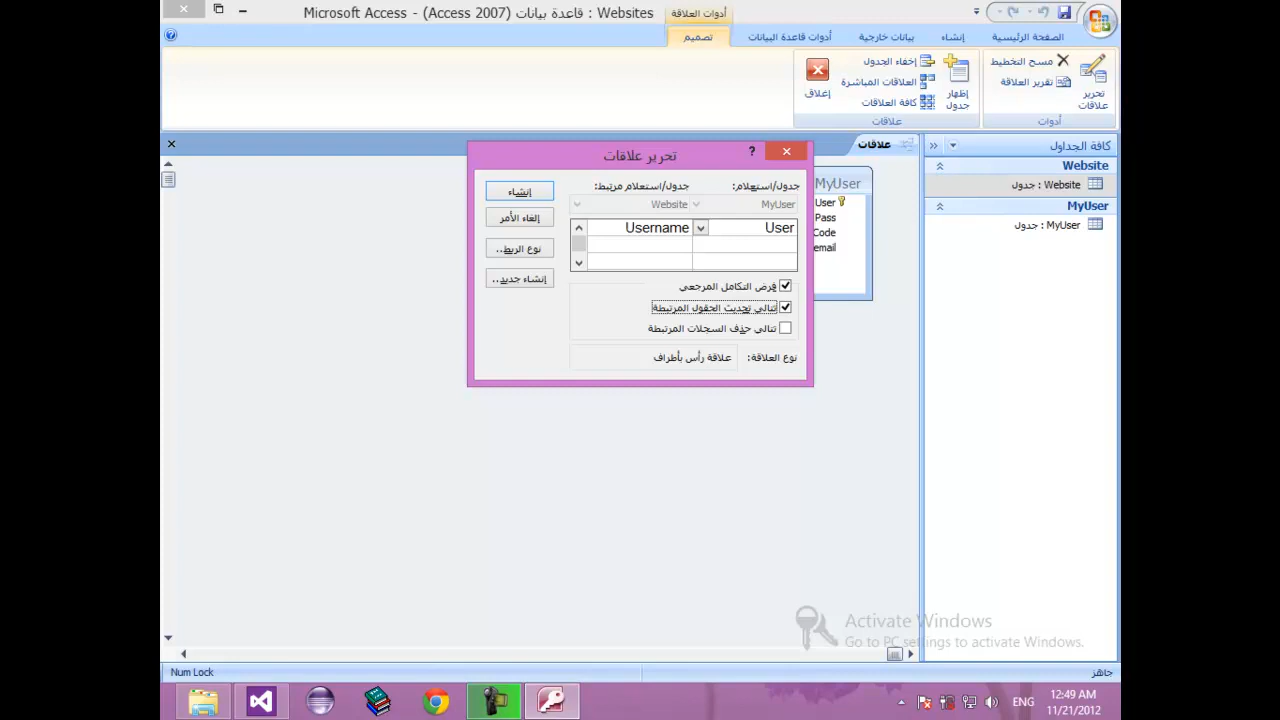 Microsoft Access - (Access 2007) قاعدة بيانات : Websites
أدوات العلاقة
الصفحة الرئيسية
إنشاء
بيانات خارجية
أدوات قاعدة البيانات
تصميم
تحرير علاقات
مسح التخطيط
تقرير العلاقة
أدوات
إظهار جدول
إخفاء الجدول
العلاقات المباشرة
كافة العلاقات
إغلاق
علاقات
كافة الجداول
Website
Website : جدول
MyUser
MyUser : جدول
علاقات
MyUser
User
Pass
Code
email
تحرير علاقات
جدول/استعلام:
جدول/استعلام مرتبط:
MyUser
Website
User
Username
فرض التكامل المرجعي
تتالي تحديث الحقول المرتبطة
تتالي حذف السجلات المرتبطة
نوع العلاقة:
علاقة رأس بأطراف
إنشاء
إلغاء الأمر
نوع الربط..
إنشاء جديد..
Activate Windows
Go to PC settings to activate Windows.
Num Lock
جاهز
ENG
12:49 AM
11/21/2012